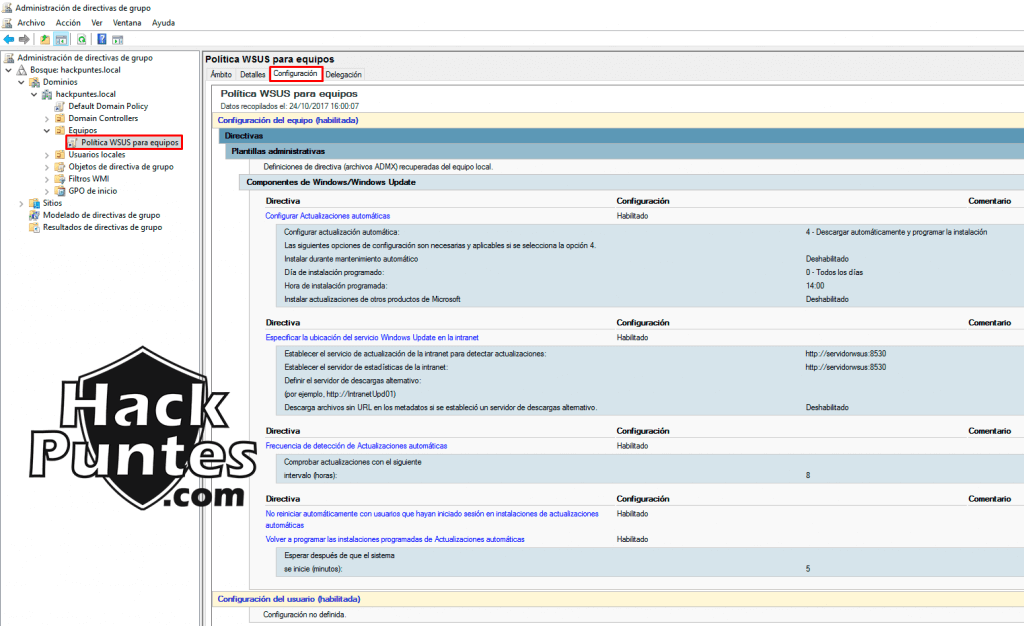 Administración de directivas de grupo
Archivo Acción Ver Ventana Ayuda
Administración de directivas de grupo
Bosque: hackpuntes.local
Dominios
hackpuntes.local
Default Domain Policy
Domain Controllers
Equipos
Política WSUS para equipos
Usuarios locales
Objetos de directiva de grupo
Filtros WMI
GPO de inicio
Sitios
Modelado de directivas de grupo
Resultados de directivas de grupo
Hack
Puntes
.com
Política WSUS para equipos
Ámbito Detalles Configuración Delegación
Política WSUS para equipos
Datos recopilados el: 24/10/2017 16:00:07
Configuración del equipo (habilitada)
Directivas
Plantillas administrativas
Definiciones de directiva (archivos ADMX) recuperadas del equipo local.
Componentes de Windows/Windows Update
Directiva Configuración Comentario
Configurar Actualizaciones automáticas Habilitado
Configurar actualización automática: 4 - Descargar automáticamente y programar la instalación
Las siguientes opciones de configuración son necesarias y aplicables si se selecciona la opción 4.
Instalar durante mantenimiento automático Deshabilitado
Día de instalación programado: 0 - Todos los días
Hora de instalación programada: 14:00
Instalar actualizaciones de otros productos de Microsoft Deshabilitado
Directiva Configuración Comentario
Especificar la ubicación del servicio Windows Update en la intranet Habilitado
Establecer el servicio de actualización de la intranet para detectar actualizaciones: http://servidorwsus:8530
Establecer el servidor de estadísticas de la intranet: http://servidorwsus:8530
Definir el servidor de descargas alternativo:
(por ejemplo, http://IntranetUpd01)
Descarga archivos sin URL en los metadatos si se estableció un servidor de descargas alternativo. Deshabilitado
Directiva Configuración Comentario
Frecuencia de detección de Actualizaciones automáticas Habilitado
Comprobar actualizaciones con el siguiente
intervalo (horas): 8
Directiva Configuración Comentario
No reiniciar automáticamente con usuarios que hayan iniciado sesión en instalaciones de actualizaciones Habilitado
automáticas
Volver a programar las instalaciones programadas de Actualizaciones automáticas Habilitado
Esperar después de que el sistema
se inicie (minutos): 5
Configuración del usuario (habilitada)
Configuración no definida.